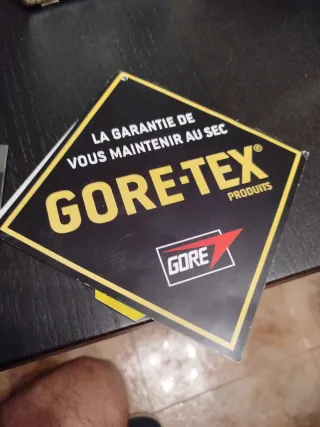 LA GARANTIE DE
VOUS MAINTENIR AU SEC
GORE-TEX®
PRODUITS
GORE